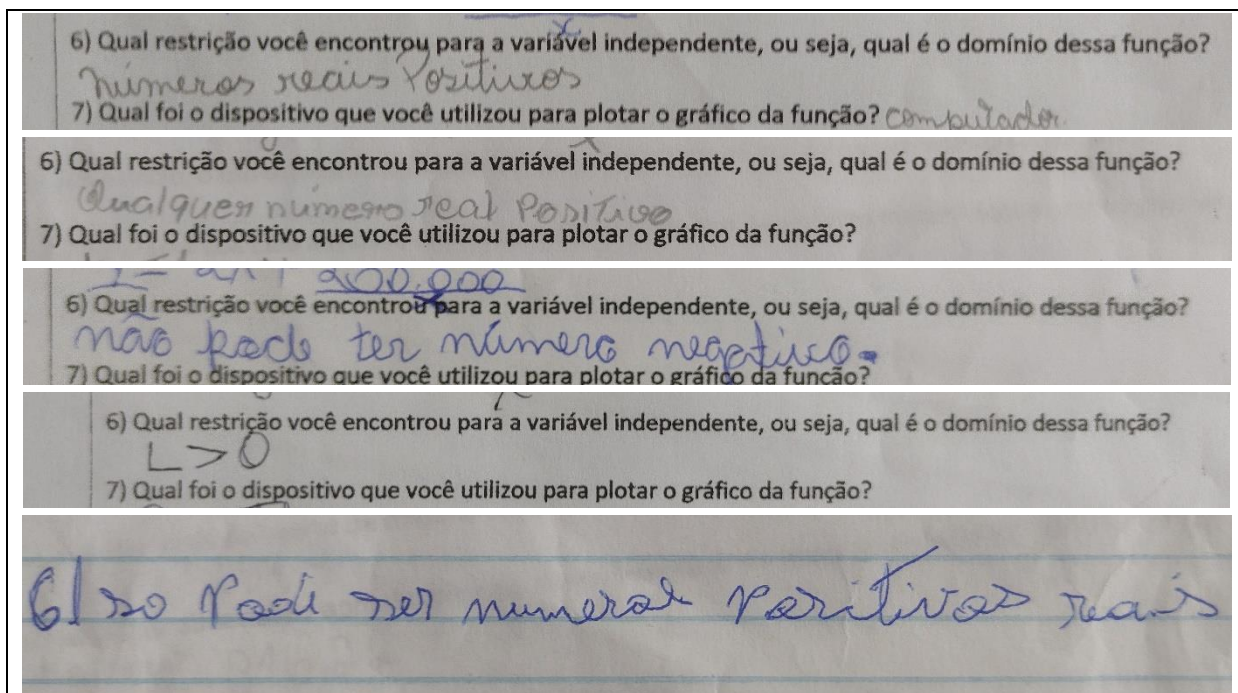 6) Qual restrição você encontrou para a variável independente, ou seja, qual é o domínio dessa função?
números reais Positivos
7) Qual foi o dispositivo que você utilizou para plotar o gráfico da função? computador.
6) Qual restrição você encontrou para a variável independente, ou seja, qual é o domínio dessa função?
Qualquer número real Positivo
7) Qual foi o dispositivo que você utilizou para plotar o gráfico da função?
200.000
6) Qual restrição você encontrou para a variável independente, ou seja, qual é o domínio dessa função?
não pode ter número negativo.
7) Qual foi o dispositivo que você utilizou para plotar o gráfico da função?
6) Qual restrição você encontrou para a variável independente, ou seja, qual é o domínio dessa função?
L > 0
7) Qual foi o dispositivo que você utilizou para plotar o gráfico da função?
6) so Pode ser numeros positivos reais